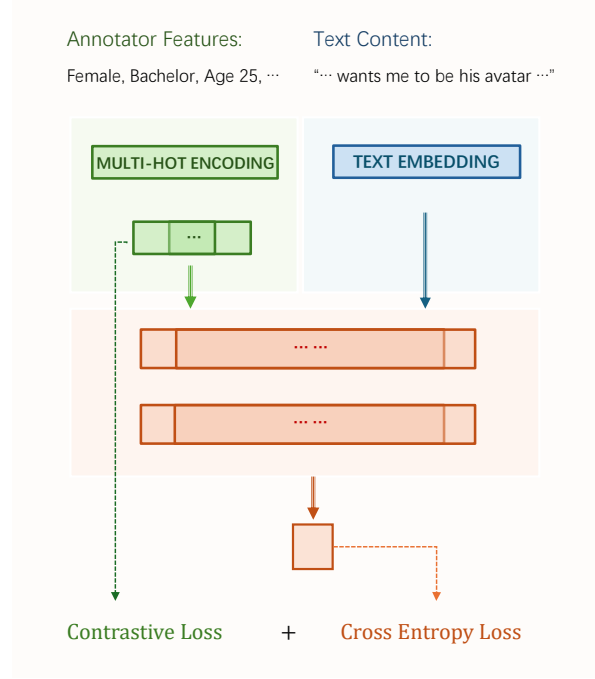 Annotator Features:
Text Content:
Female, Bachelor, Age 25, ···
“··· wants me to be his avatar ···”
MULTI-HOT ENCODING
TEXT EMBEDDING
···
··· ···
··· ···
Contrastive Loss + Cross Entropy Loss